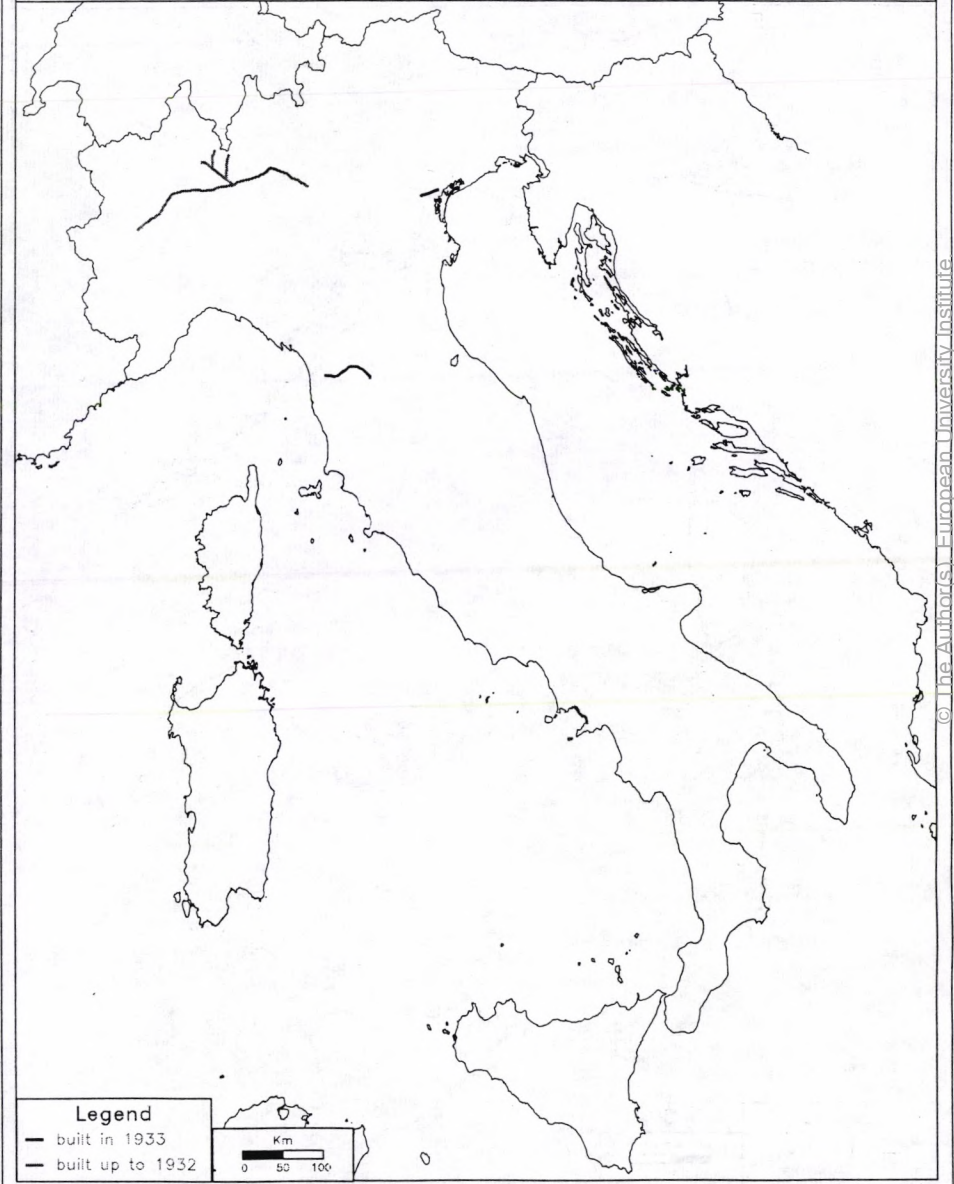 © The Author(s). European University Institute
Legend
built in 1933
built up to 1932
Km
0 50 100